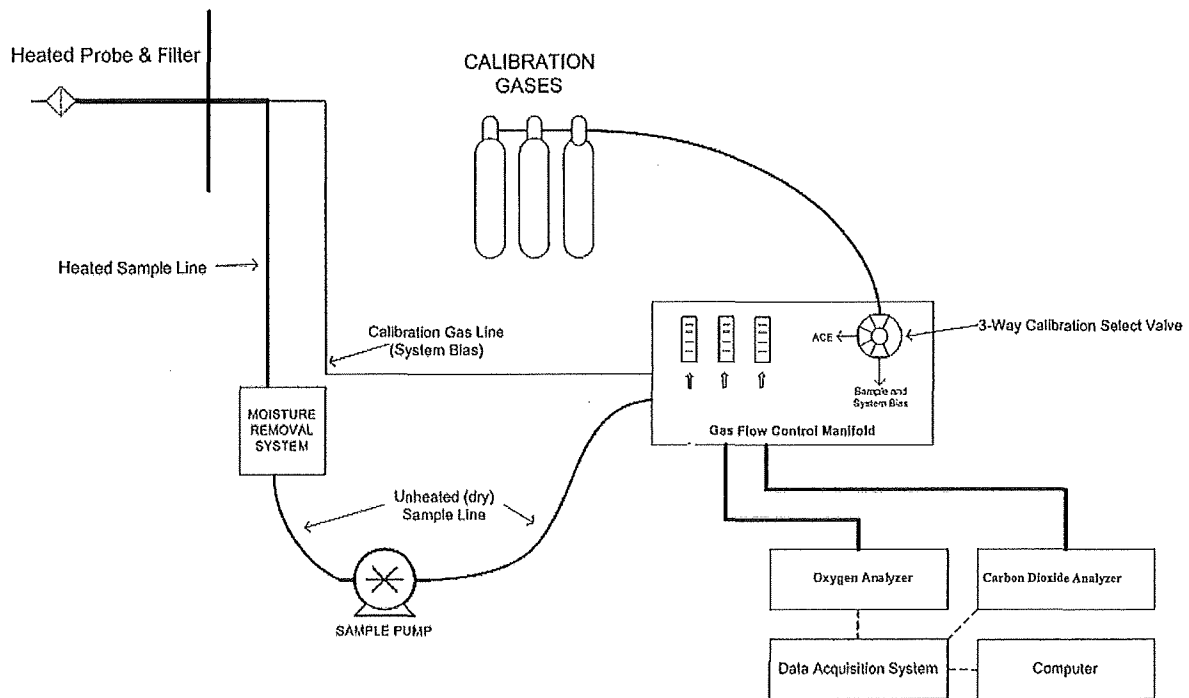 Heated Probe & Filter
CALIBRATION
GASES
Heated Sample Line
Calibration Gas Line
(System Bias)
3-Way Calibration Select Valve
ACE
Sample and
System Bias
Gas Flow Control Manifold
MOISTURE
REMOVAL
SYSTEM
Unheated (dry)
Sample Line
SAMPLE PUMP
Oxygen Analyzer
Carbon Dioxide Analyzer
Data Acquisition System
Computer